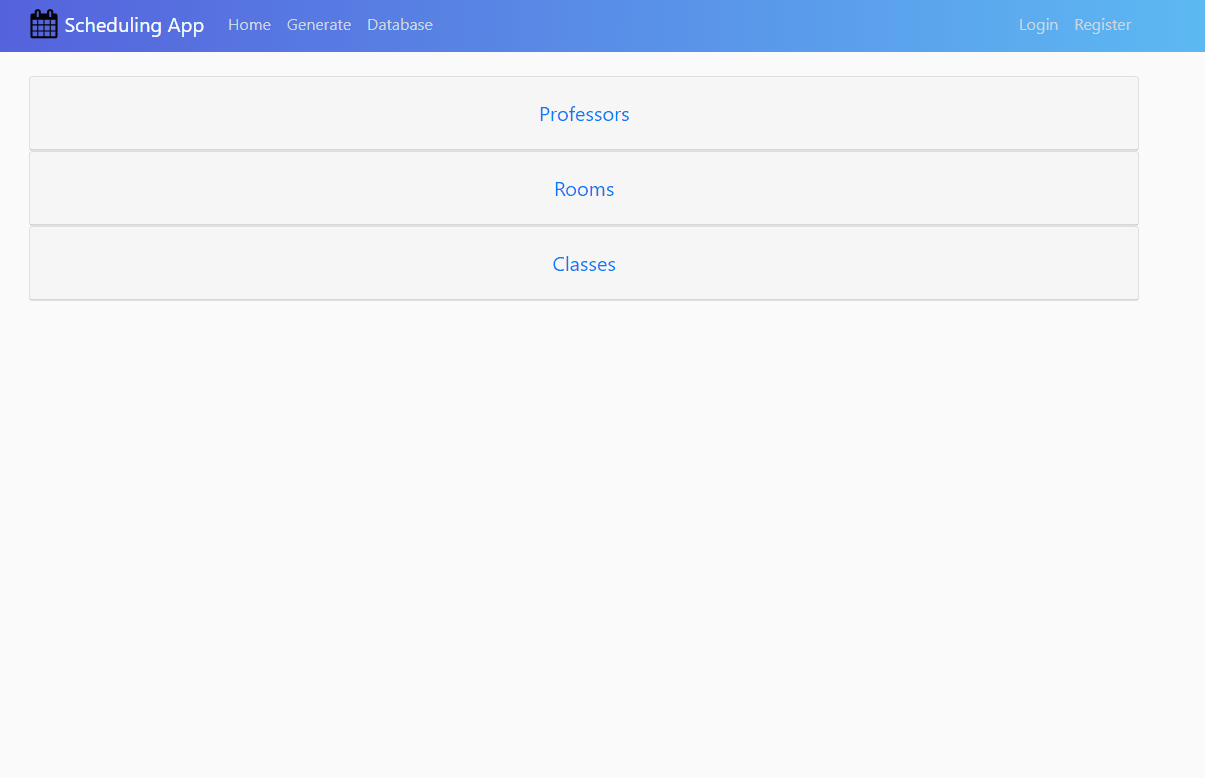 Scheduling App Home Generate Database Login Register
Professors
Rooms
Classes